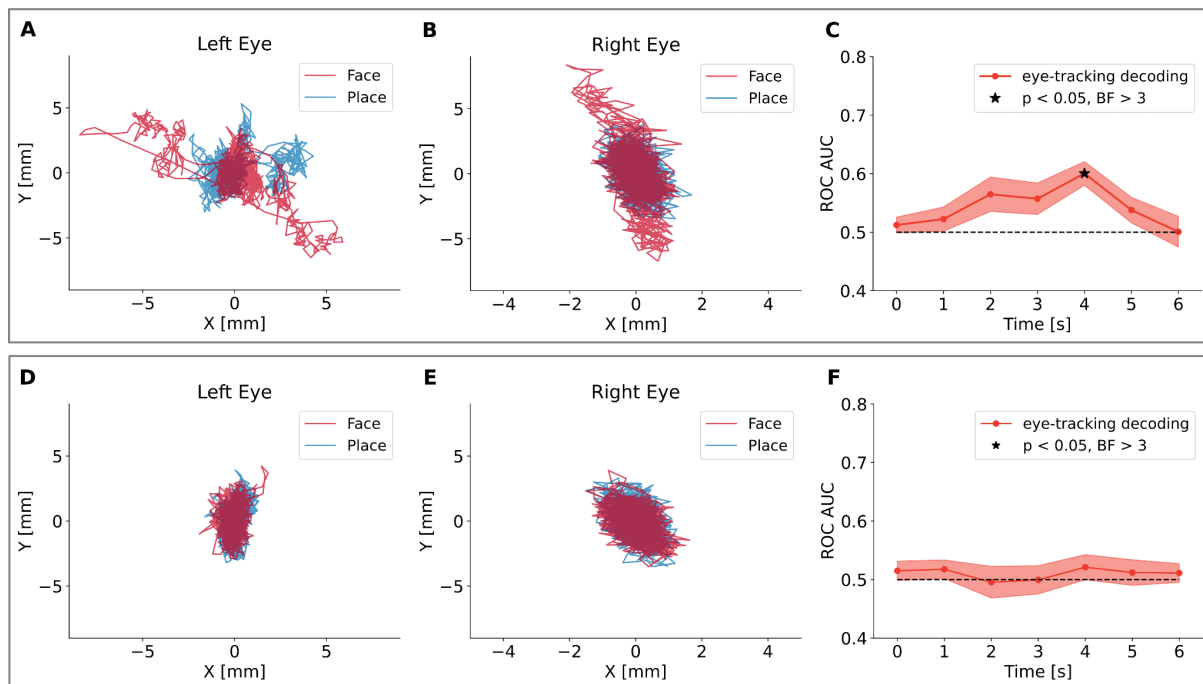 A
Left Eye
Face
Place
Y [mm]
5
0
−5
−5
0
5
X [mm]
B
Right Eye
Face
Place
Y [mm]
5
0
−5
−4
−2
0
2
4
X [mm]
C
eye-tracking decoding
p < 0.05, BF > 3
ROC AUC
0.8
0.7
0.6
0.5
0.4
0 1 2 3 4 5 6
Time [s]
D
Left Eye
Face
Place
Y [mm]
5
0
−5
−5
0
5
X [mm]
E
Right Eye
Face
Place
Y [mm]
5
0
−5
−4
−2
0
2
4
X [mm]
F
eye-tracking decoding
p < 0.05, BF > 3
ROC AUC
0.8
0.7
0.6
0.5
0.4
0 1 2 3 4 5 6
Time [s]